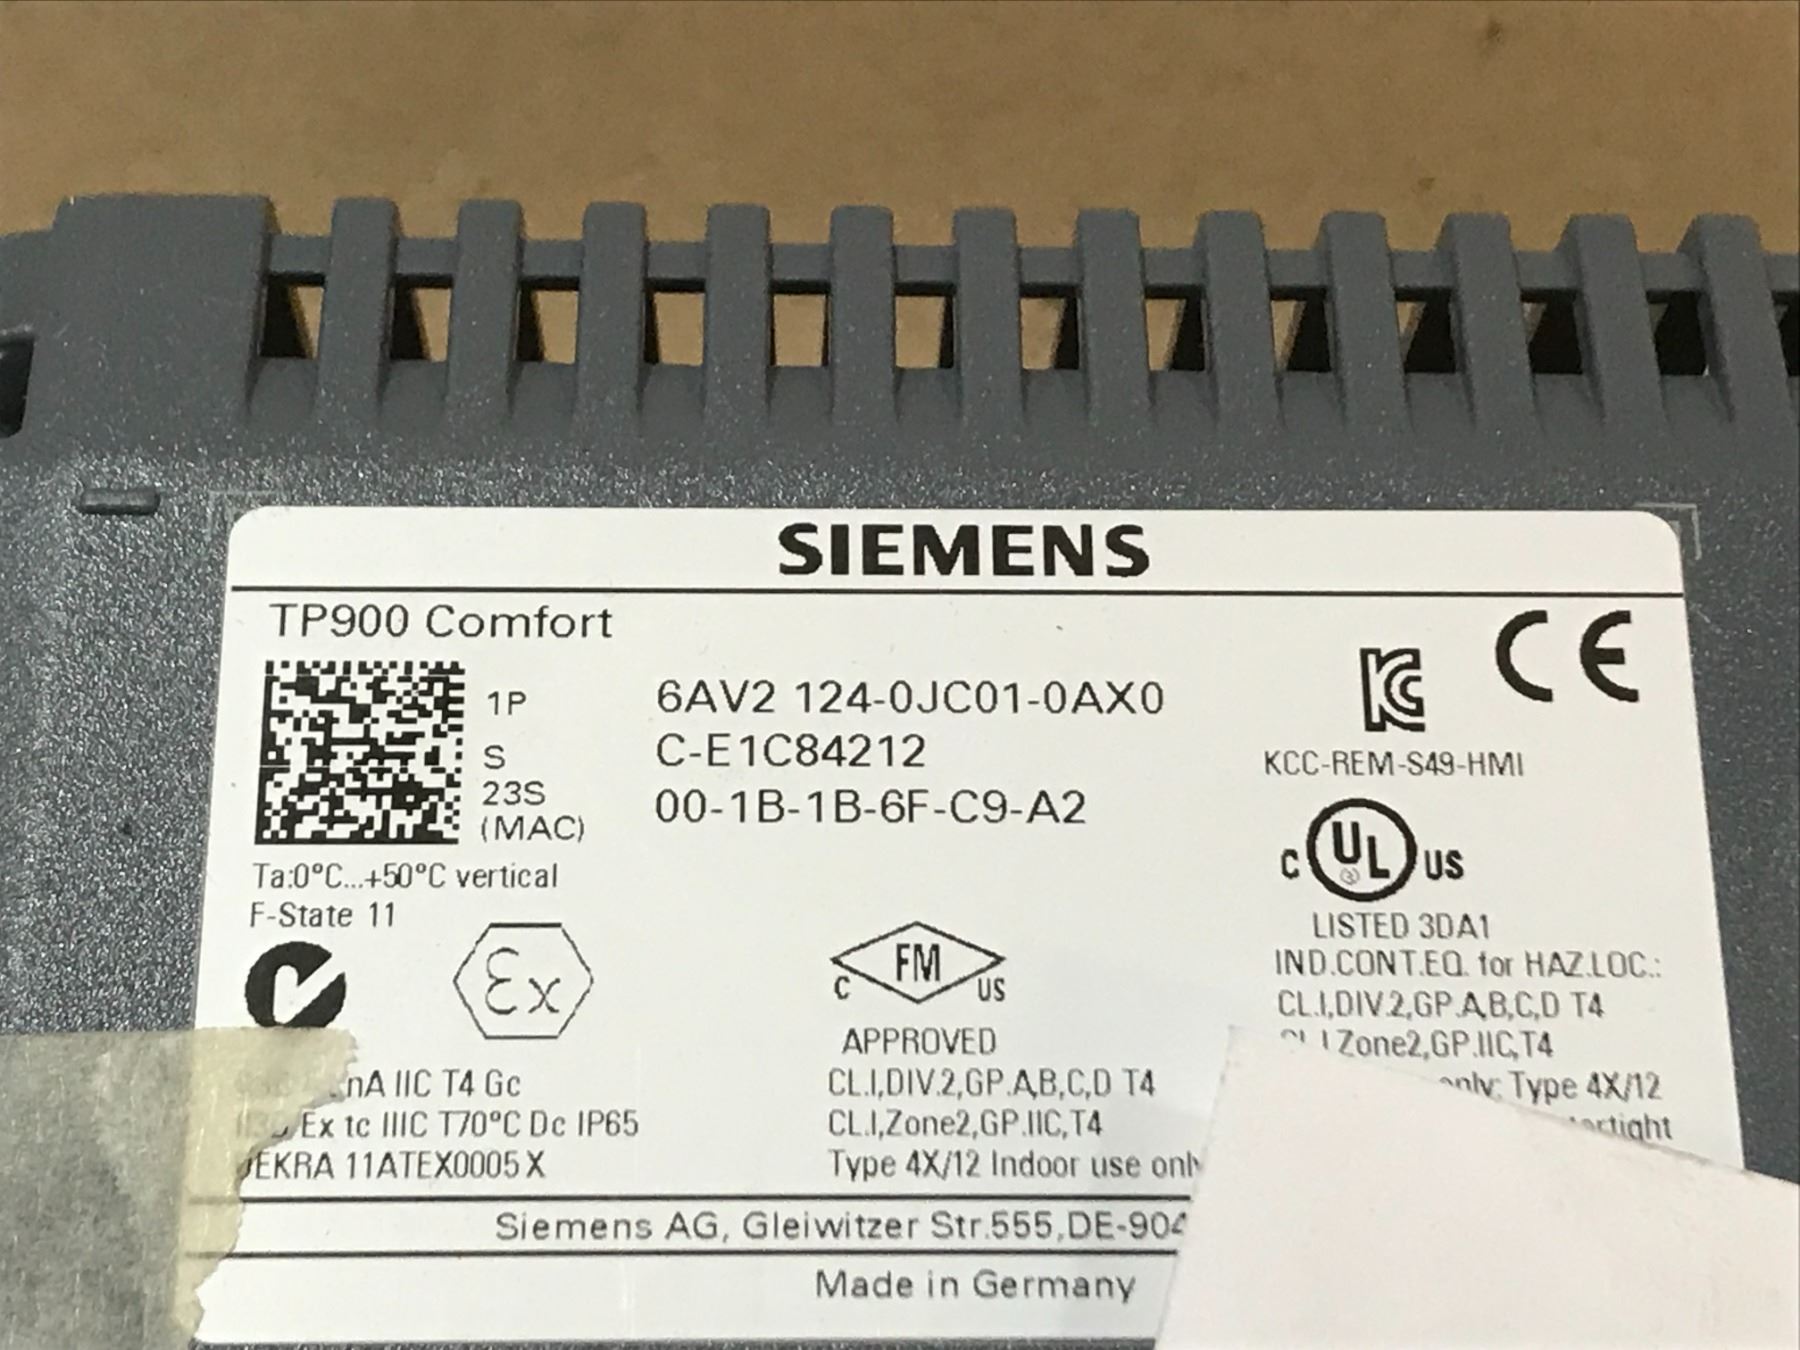 SIEMENS
TP900 Comfort
1P 6AV2 124-0JC01-0AX0
S C-E1C84212
23S 00-1B-1B-6F-C9-A2
(MAC)
KCC-REM-S49-HMI
Ta:0°C...+50°C vertical
F-State 11
C UL US
LISTED 3DA1
IND.CONT.EQ. for HAZ.LOC.:
CL.I,DIV.2,GP.A,B,C,D T4
I Zone2,GP.IIC,T4
Type 4X/12
Ex
C FM US
APPROVED
CL.I,DIV.2,GP.A,B,C,D T4
CL.I,Zone2,GP.IIC,T4
Type 4X/12 Indoor use only
nA IIC T4 Gc
Ex tc IIIC T70°C Dc IP65
DEKRA 11ATEX0005 X
Siemens AG, Gleiwitzer Str.555,DE-904
Made in Germany